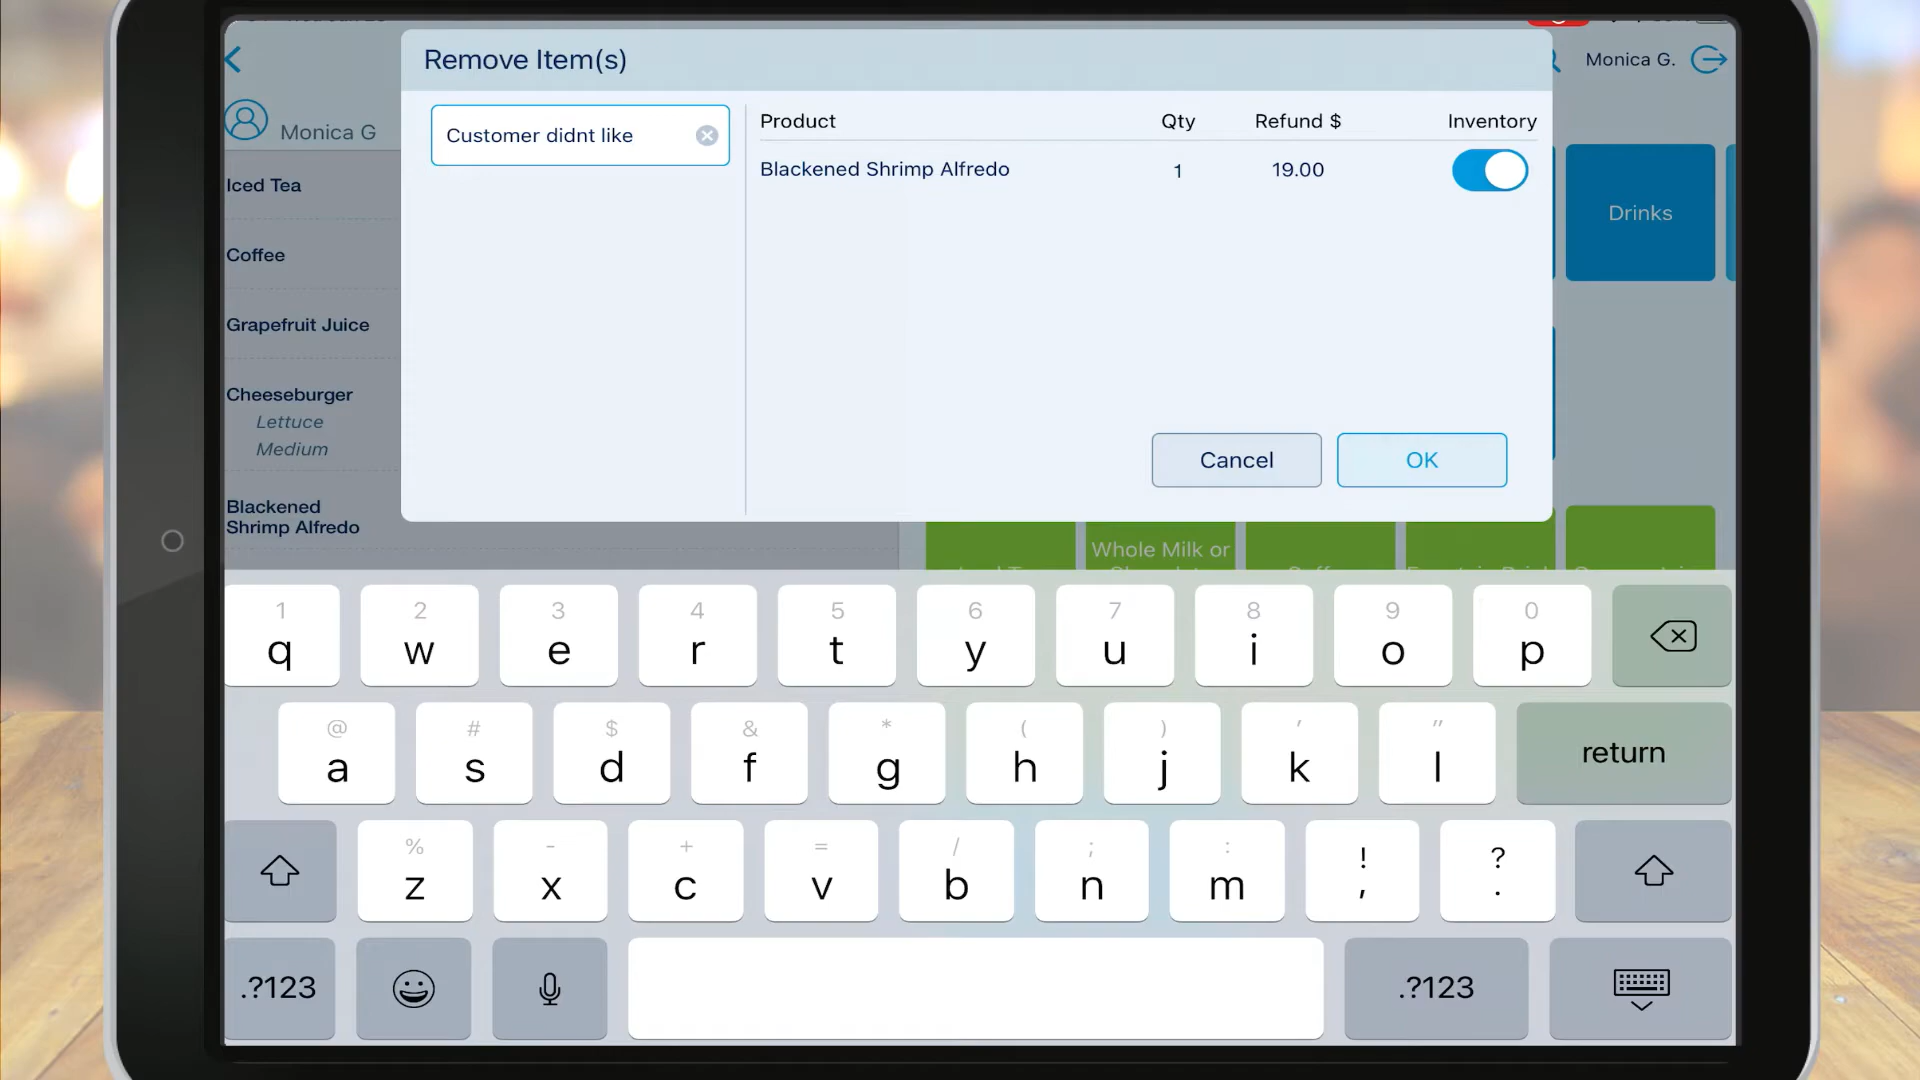 Remove Item(s)
Monica G.
Monica G
Customer didnt like
Product Qty Refund $ Inventory
Blackened Shrimp Alfredo 1 19.00
Iced Tea
Coffee
Grapefruit Juice
Cheeseburger
Lettuce
Medium
Blackened
Shrimp Alfredo
Drinks
Cancel OK
Whole Milk or
1 2 3 4 5 6 7 8 9 0
q w e r t y u i o p
@ # $ & * ( ) ' "
a s d f g h j k l return
% - + = / ; : ! ?
z x c v b n m , .
.?123 .?123